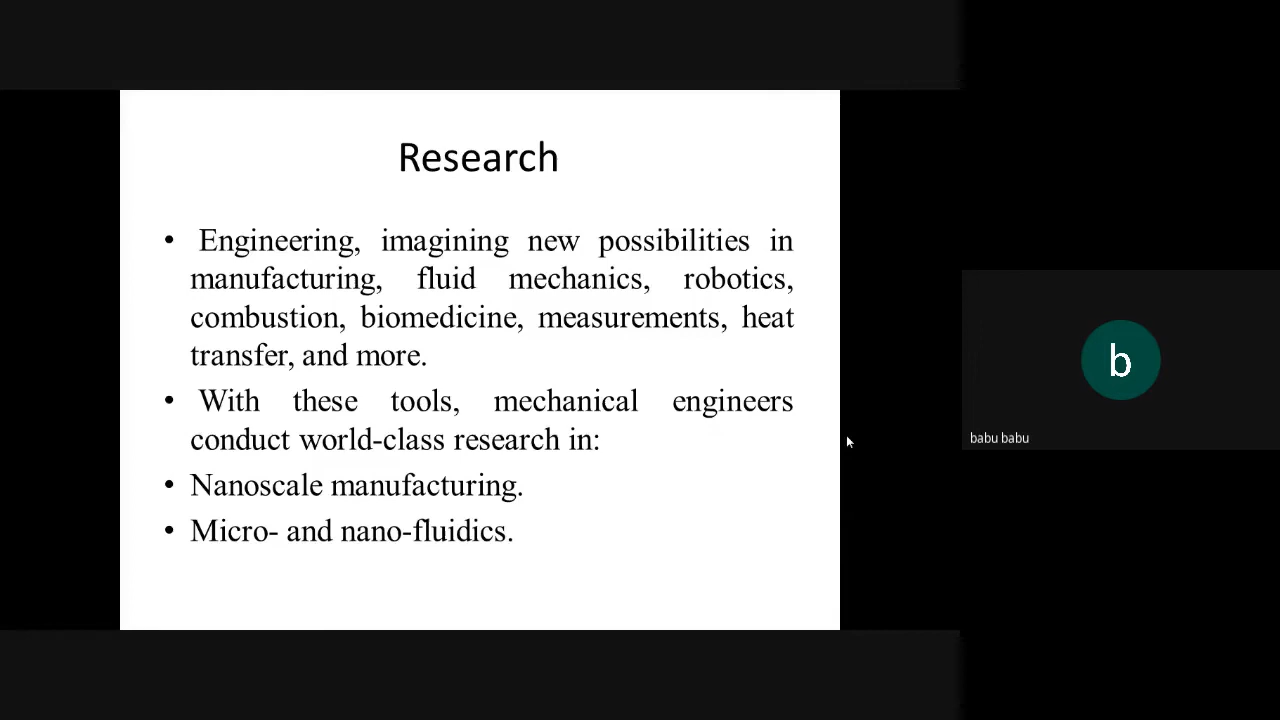 Research
• Engineering, imagining new possibilities in
manufacturing, fluid mechanics, robotics,
combustion, biomedicine, measurements, heat
transfer, and more.
• With these tools, mechanical engineers
conduct world-class research in:
• Nanoscale manufacturing.
• Micro- and nano-fluidics.
b
babu babu